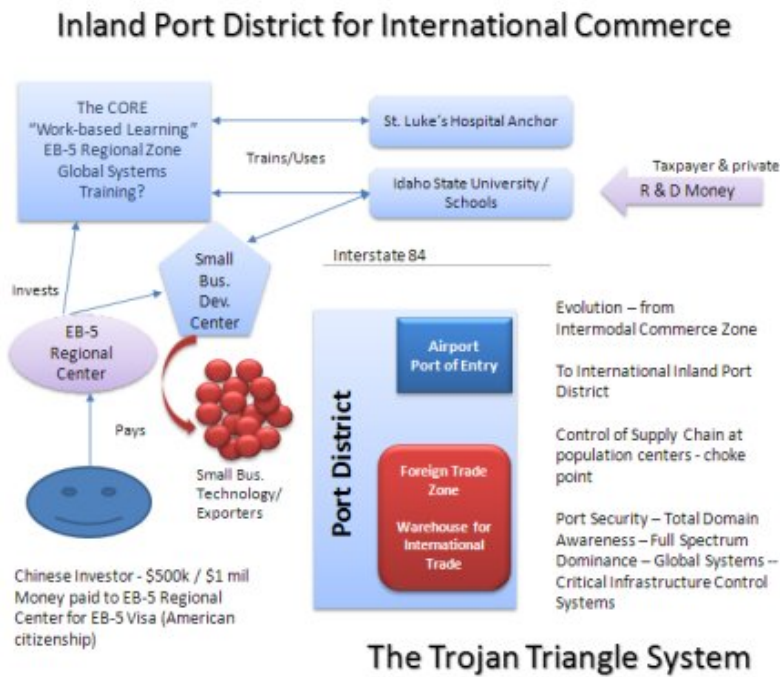 Inland Port District for International Commerce
The CORE
"Work-based Learning"
EB-5 Regional Zone
Global Systems
Training?
St. Luke's Hospital Anchor
Trains/Uses
Idaho State University /
Schools
Taxpayer & private
R & D Money
Small
Bus.
Dev.
Center
Interstate 84
Invests
EB-5
Regional
Center
Pays
Small Bus.
Technology/
Exporters
Port District
Airport
Port of Entry
Foreign Trade
Zone
Warehouse for
International
Trade
Evolution – from
Intermodal Commerce Zone
To International Inland Port
District
Control of Supply Chain at
population centers - choke
point
Port Security – Total Domain
Awareness – Full Spectrum
Dominance – Global Systems --
Critical Infrastructure Control
Systems
Chinese Investor - $500k / $1 mil
Money paid to EB-5 Regional
Center for EB-5 Visa (American
citizenship)
The Trojan Triangle System